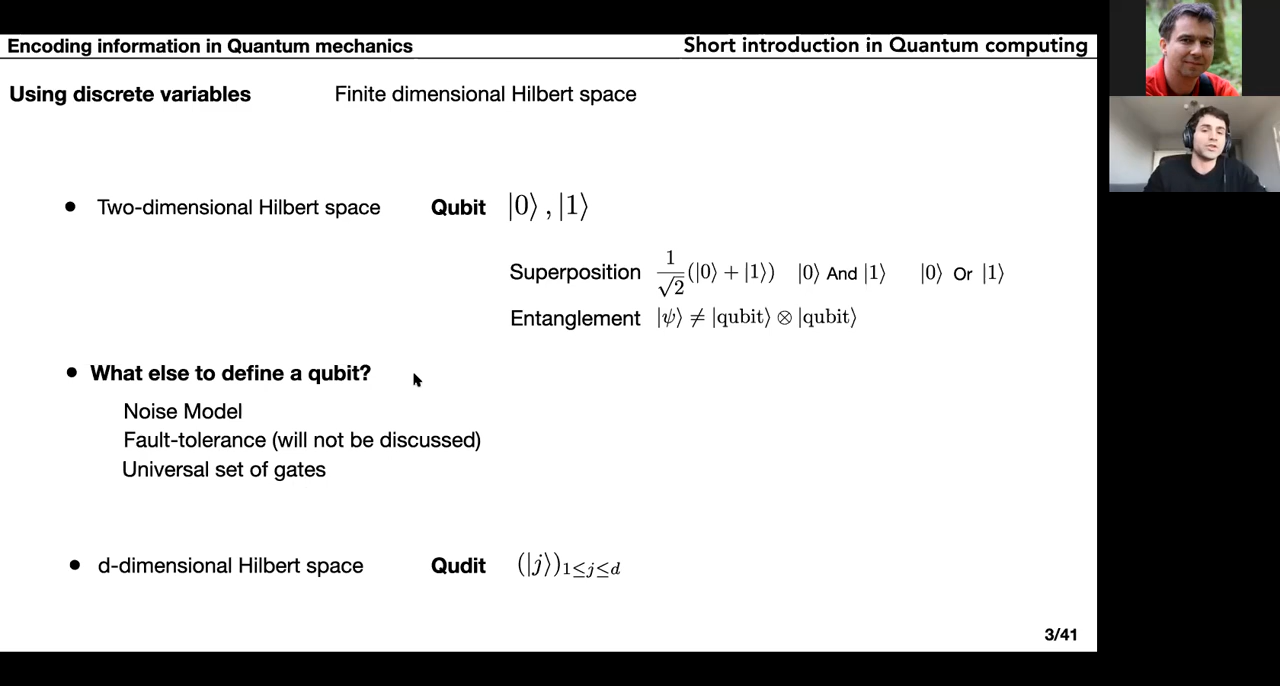 Encoding information in Quantum mechanics Short introduction in Quantum computing
Using discrete variables Finite dimensional Hilbert space
• Two-dimensional Hilbert space Qubit |0⟩, |1⟩
Superposition 1/√2(|0⟩ + |1⟩) |0⟩ And |1⟩ |0⟩ Or |1⟩
Entanglement |ψ⟩ ≠ |qubit⟩ ⊗ |qubit⟩
• What else to define a qubit?
Noise Model
Fault-tolerance (will not be discussed)
Universal set of gates
• d-dimensional Hilbert space Qudit (|j⟩)1≤j≤d
3/41